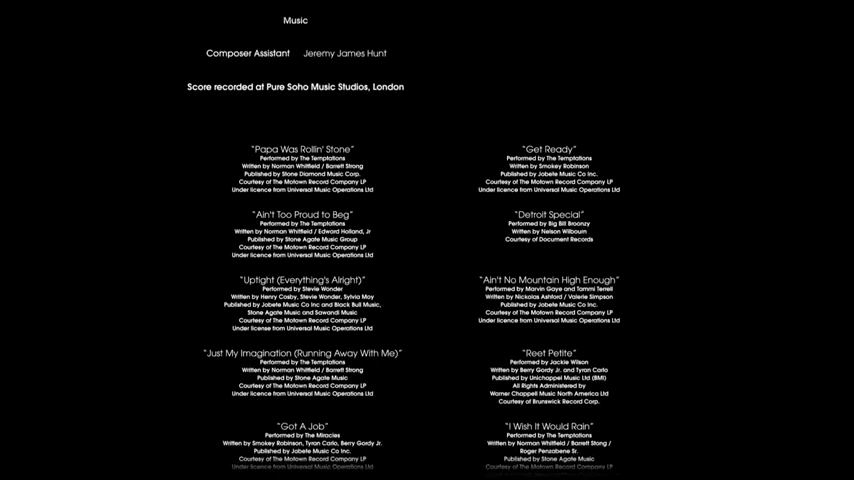 Music
Composer Assistant Jeremy James Hunt
Score recorded at Pure Soho Music Studios, London
"Papa Was Rollin' Stone"
Performed by The Temptations
Written by Norman Whitfield / Barrett Strong
Published by Stone Diamond Music Corp.
Courtesy of The Motown Record Company LP
Under licence from Universal Music Operations Ltd
"Get Ready"
Performed by The Temptations
Written by Smokey Robinson
Published by Jobete Music Co Inc.
Courtesy of The Motown Record Company LP
Under licence from Universal Music Operations Ltd
"Ain't Too Proud to Beg"
Performed by The Temptations
Written by Norman Whitfield / Edward Holland, Jr
Published by Stone Agate Music Group
Courtesy of The Motown Record Company LP
Under licence from Universal Music Operations Ltd
"Detroit Special"
Performed by Big Bill Broonzy
Written by Nelson Wilbourn
Courtesy of Document Records
"Uptight (Everything's Alright)"
Performed by Stevie Wonder
Written by Henry Cosby, Stevie Wonder, Sylvia Moy
Published by Jobete Music Co Inc and Black Bull Music,
Stone Agate Music and Sawandi Music
Courtesy of The Motown Record Company LP
Under license from Universal Music Operations Ltd
"Ain't No Mountain High Enough"
Performed by Marvin Gaye and Tammi Terrell
Written by Nickolas Ashford / Valerie Simpson
Published by Jobete Music Co Inc.
Courtesy of The Motown Record Company LP
Under licence from Universal Music Operations Ltd
"Just My Imagination (Running Away With Me)"
Performed by The Temptations
Written by Norman Whitfield / Barrett Strong
Published by Stone Agate Music
Courtesy of The Motown Record Company LP
Under licence from Universal Music Operations Ltd
"Reet Petite"
Performed by Jackie Wilson
Written by Berry Gordy Jr. and Tyran Carlo
Published by Unichappel Music Ltd (BMI)
All Rights Administered by
Warner Chappell Music North America Ltd
Courtesy of Brunswick Record Corp.
"Got A Job"
Performed by The Miracles
Written by Smokey Robinson, Tyran Carlo, Berry Gordy Jr.
Published by Jobete Music Co Inc.
Courtesy of The Motown Record Company LP
Under licence from Universal Music Operations Ltd
"I Wish It Would Rain"
Performed by The Temptations
Written by Norman Whitfield / Barrett Strong /
Roger Penzabene Sr.
Published by Stone Agate Music
Courtesy of The Motown Record Company LP